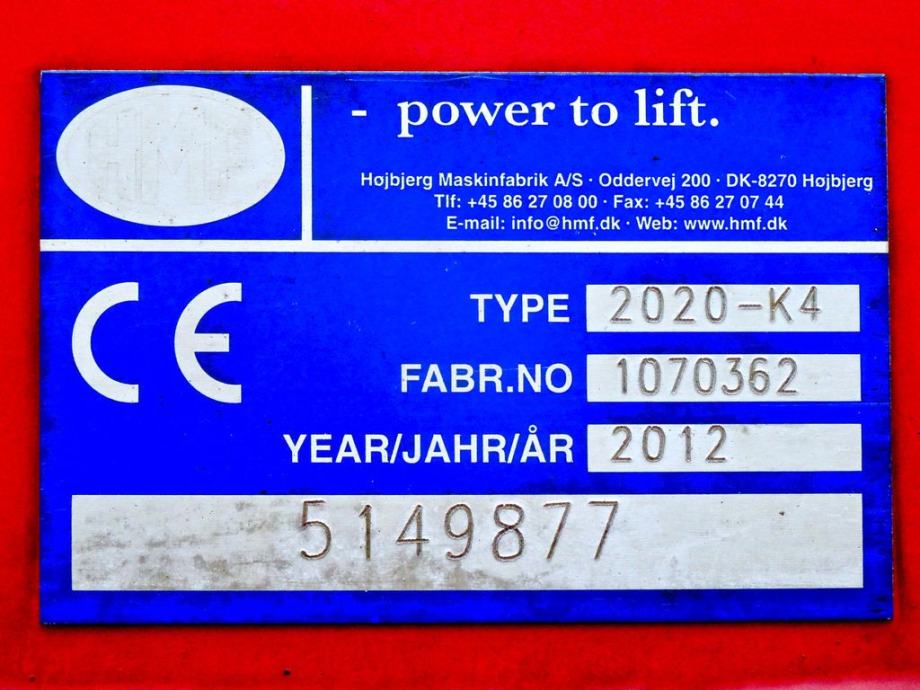 HMF
- power to lift.
Højbjerg Maskinfabrik A/S · Oddervej 200 · DK-8270 Højbjerg
Tlf: +45 86 27 08 00 · Fax: +45 86 27 07 44
E-mail: info@hmf.dk · Web: www.hmf.dk
CE
TYPE 2020-K4
FABR.NO 1070362
YEAR/JAHR/ÅR 2012
5149877